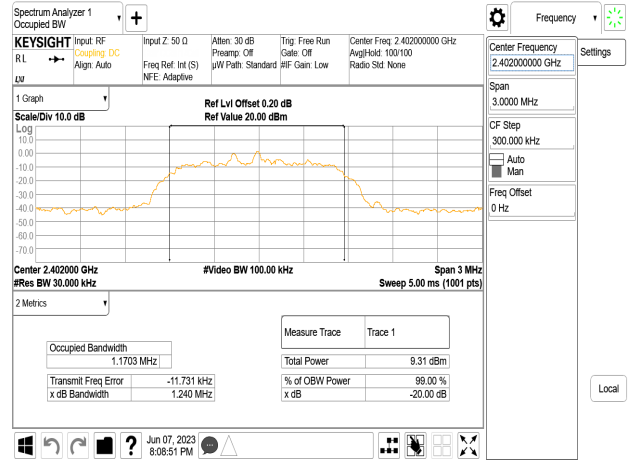 Spectrum Analyzer 1
Occupied BW
Frequency
KEYSIGHT
Input: RF
Coupling: DC
Align: Auto
R L
LXI
Input Z: 50 Ω
Freq Ref: Int (S)
NFE: Adaptive
Atten: 30 dB
Preamp: Off
µW Path: Standard
Trig: Free Run
Gate: Off
#IF Gain: Low
Center Freq: 2.402000000 GHz
Avg|Hold: 100/100
Radio Std: None
1 Graph
Scale/Div 10.0 dB
Ref Lvl Offset 0.20 dB
Ref Value 20.00 dBm
Log
10.0
0.00
-10.0
-20.0
-30.0
-40.0
-50.0
-60.0
-70.0
Center 2.402000 GHz
#Res BW 30.000 kHz
#Video BW 100.00 kHz
Span 3 MHz
Sweep 5.00 ms (1001 pts)
2 Metrics
Occupied Bandwidth
1.1703 MHz
Transmit Freq Error -11.731 kHz
x dB Bandwidth 1.240 MHz
Measure Trace Trace 1
Total Power 9.31 dBm
% of OBW Power 99.00 %
x dB -20.00 dB
Jun 07, 2023
8:08:51 PM
Center Frequency
2.402000000 GHz
Span
3.0000 MHz
CF Step
300.000 kHz
Auto
Man
Freq Offset
0 Hz
Settings
Local